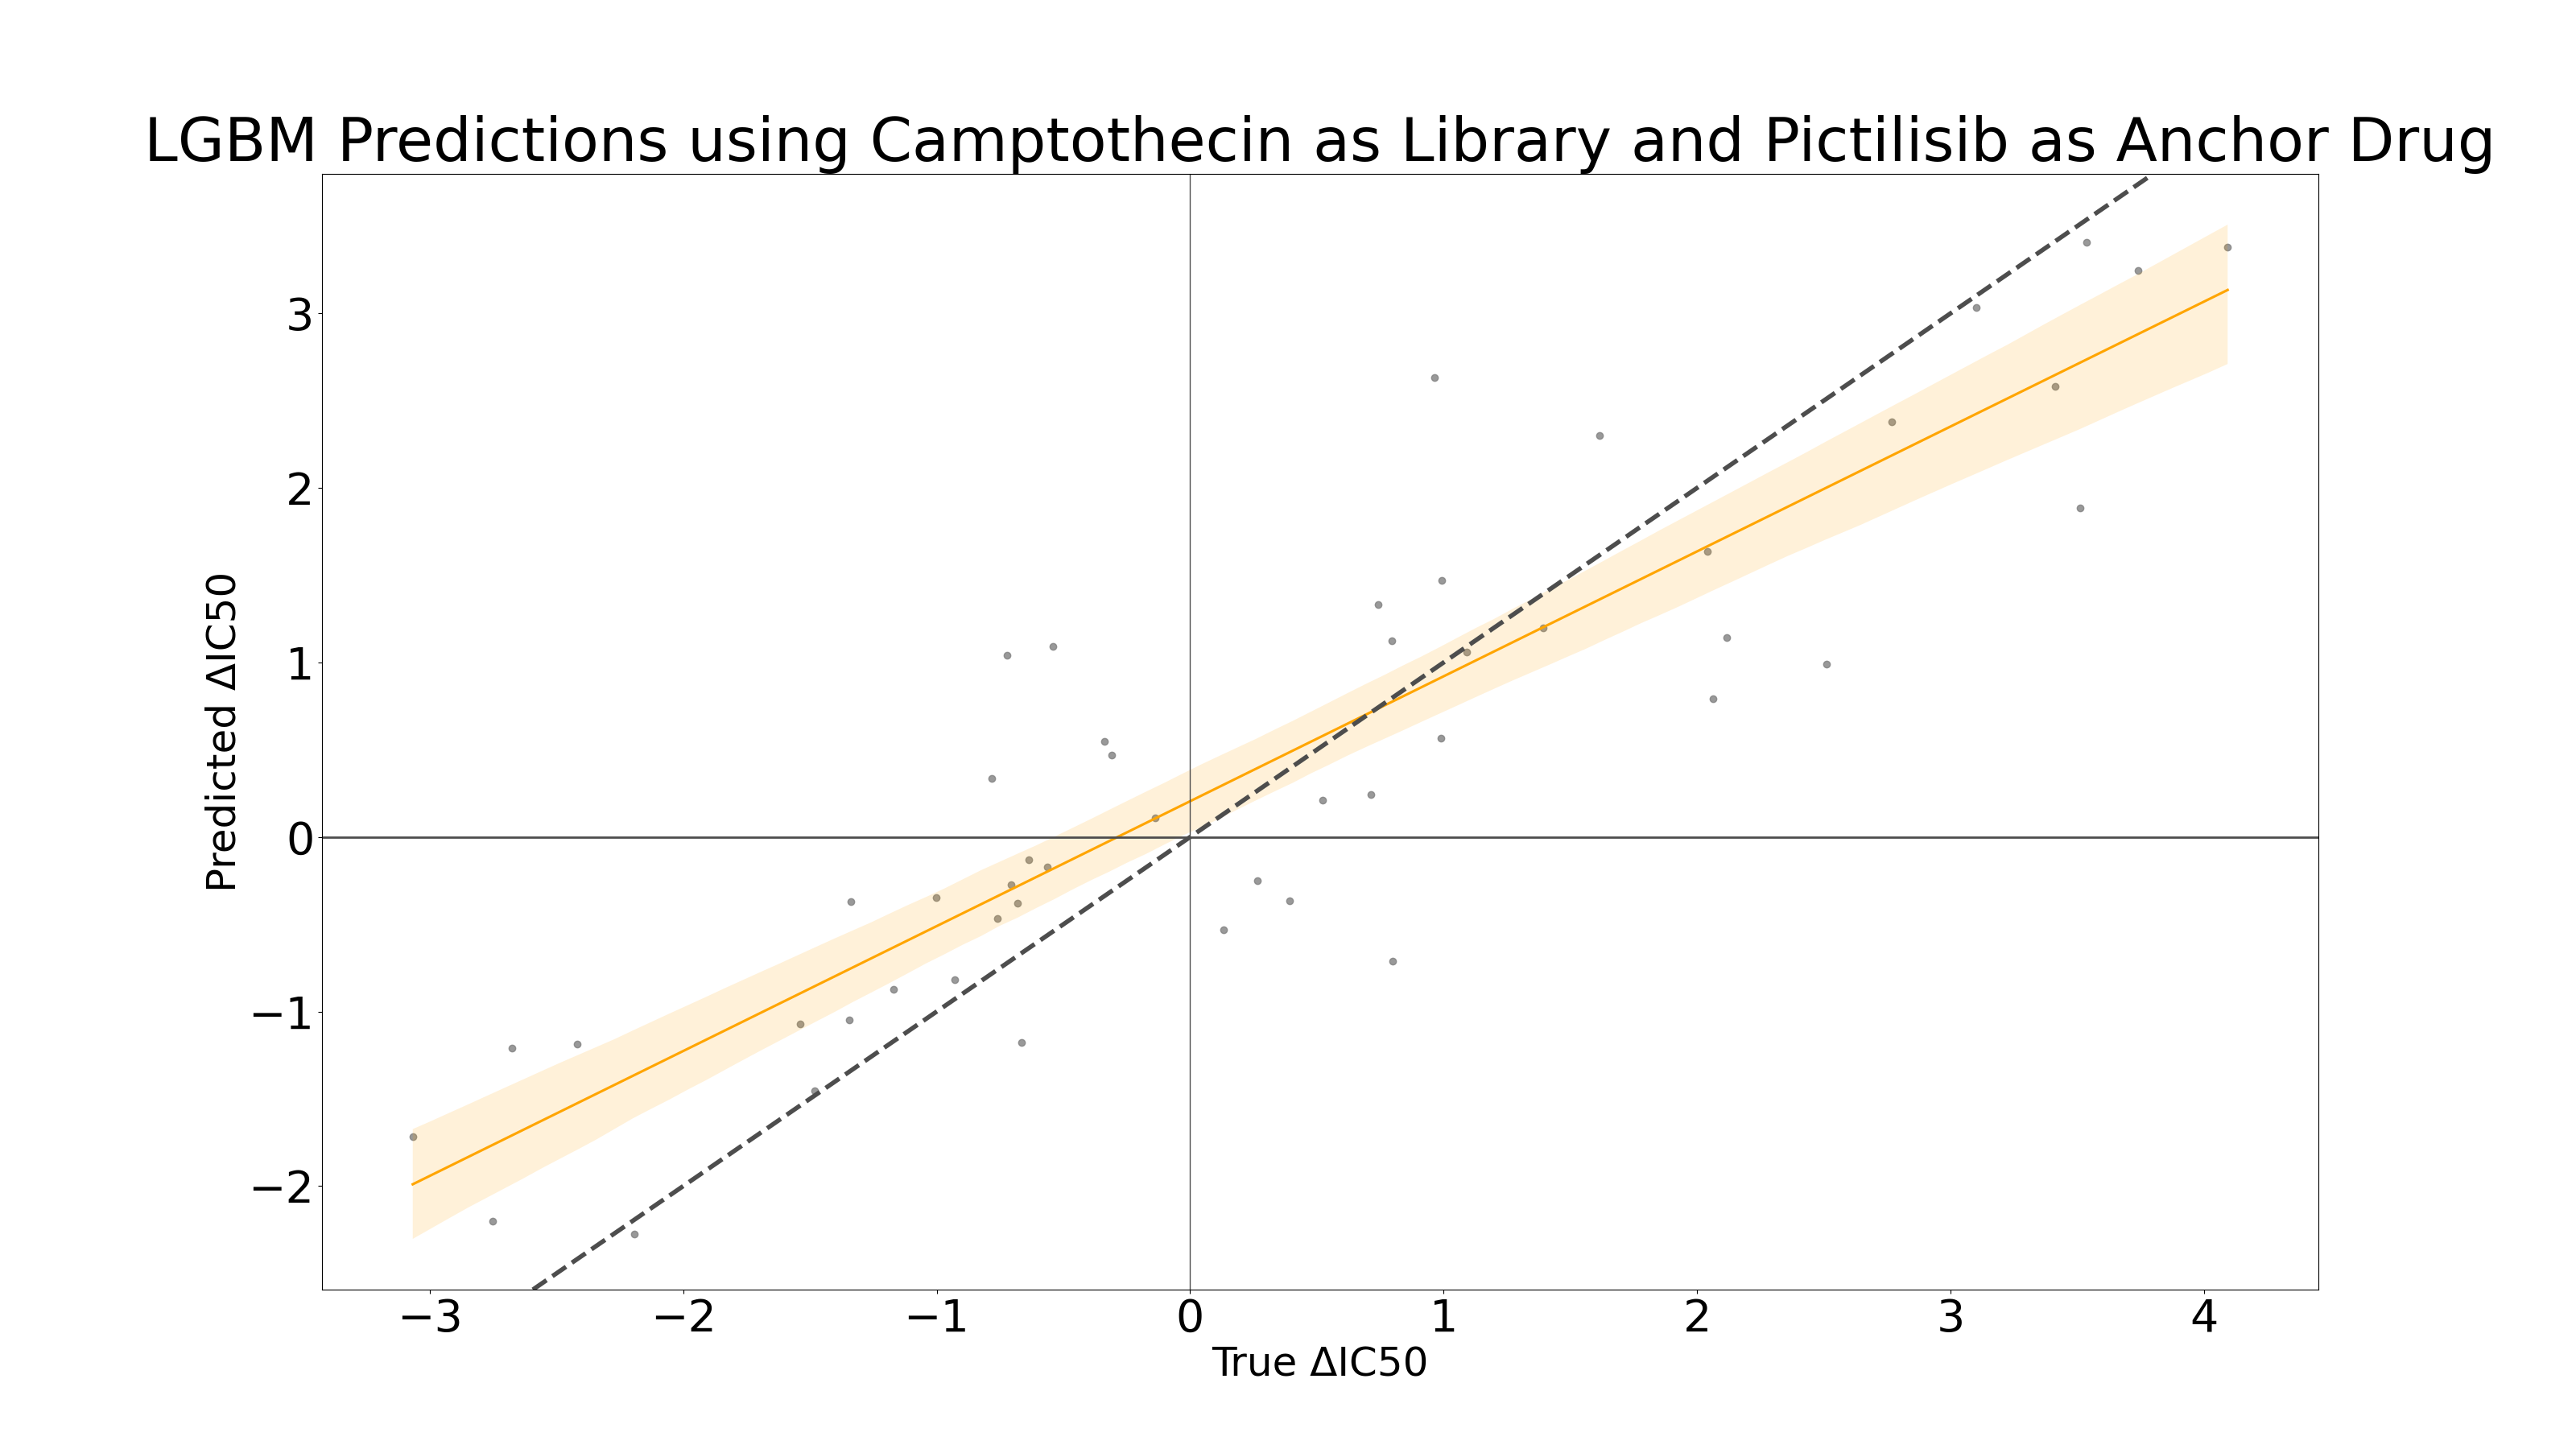 LGBM Predictions using Camptothecin as Library and Pictilisib as Anchor Drug
3
2
1
0
−1
−2
Predicted ΔIC50
−3 −2 −1 0 1 2 3 4
True ΔIC50